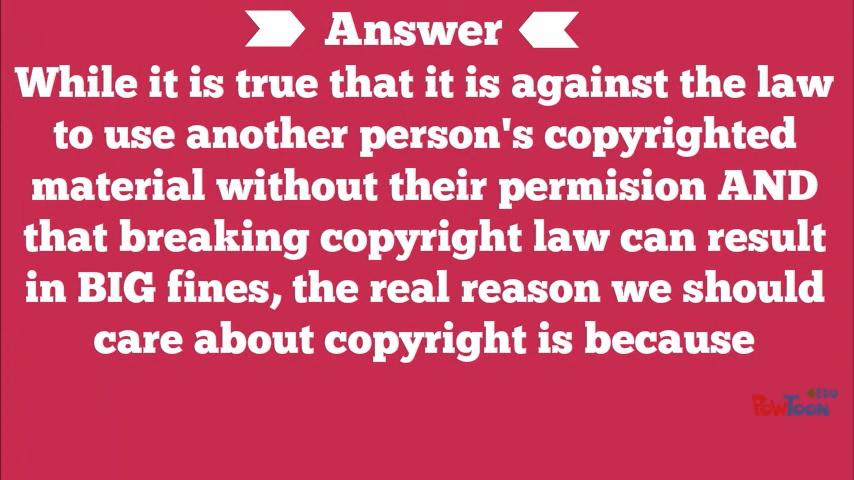 Answer
While it is true that it is against the law
to use another person's copyrighted
material without their permision AND
that breaking copyright law can result
in BIG fines, the real reason we should
care about copyright is because
+EDU
PowToon